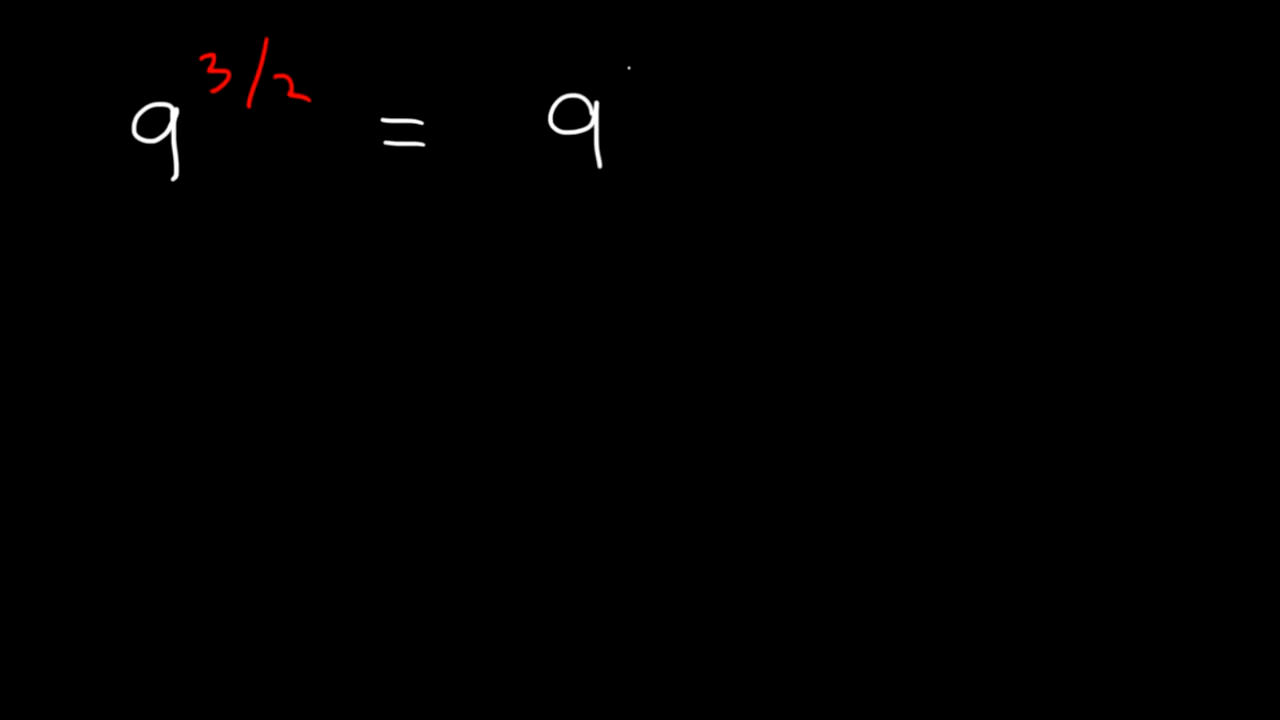 9^{3/2} = 9